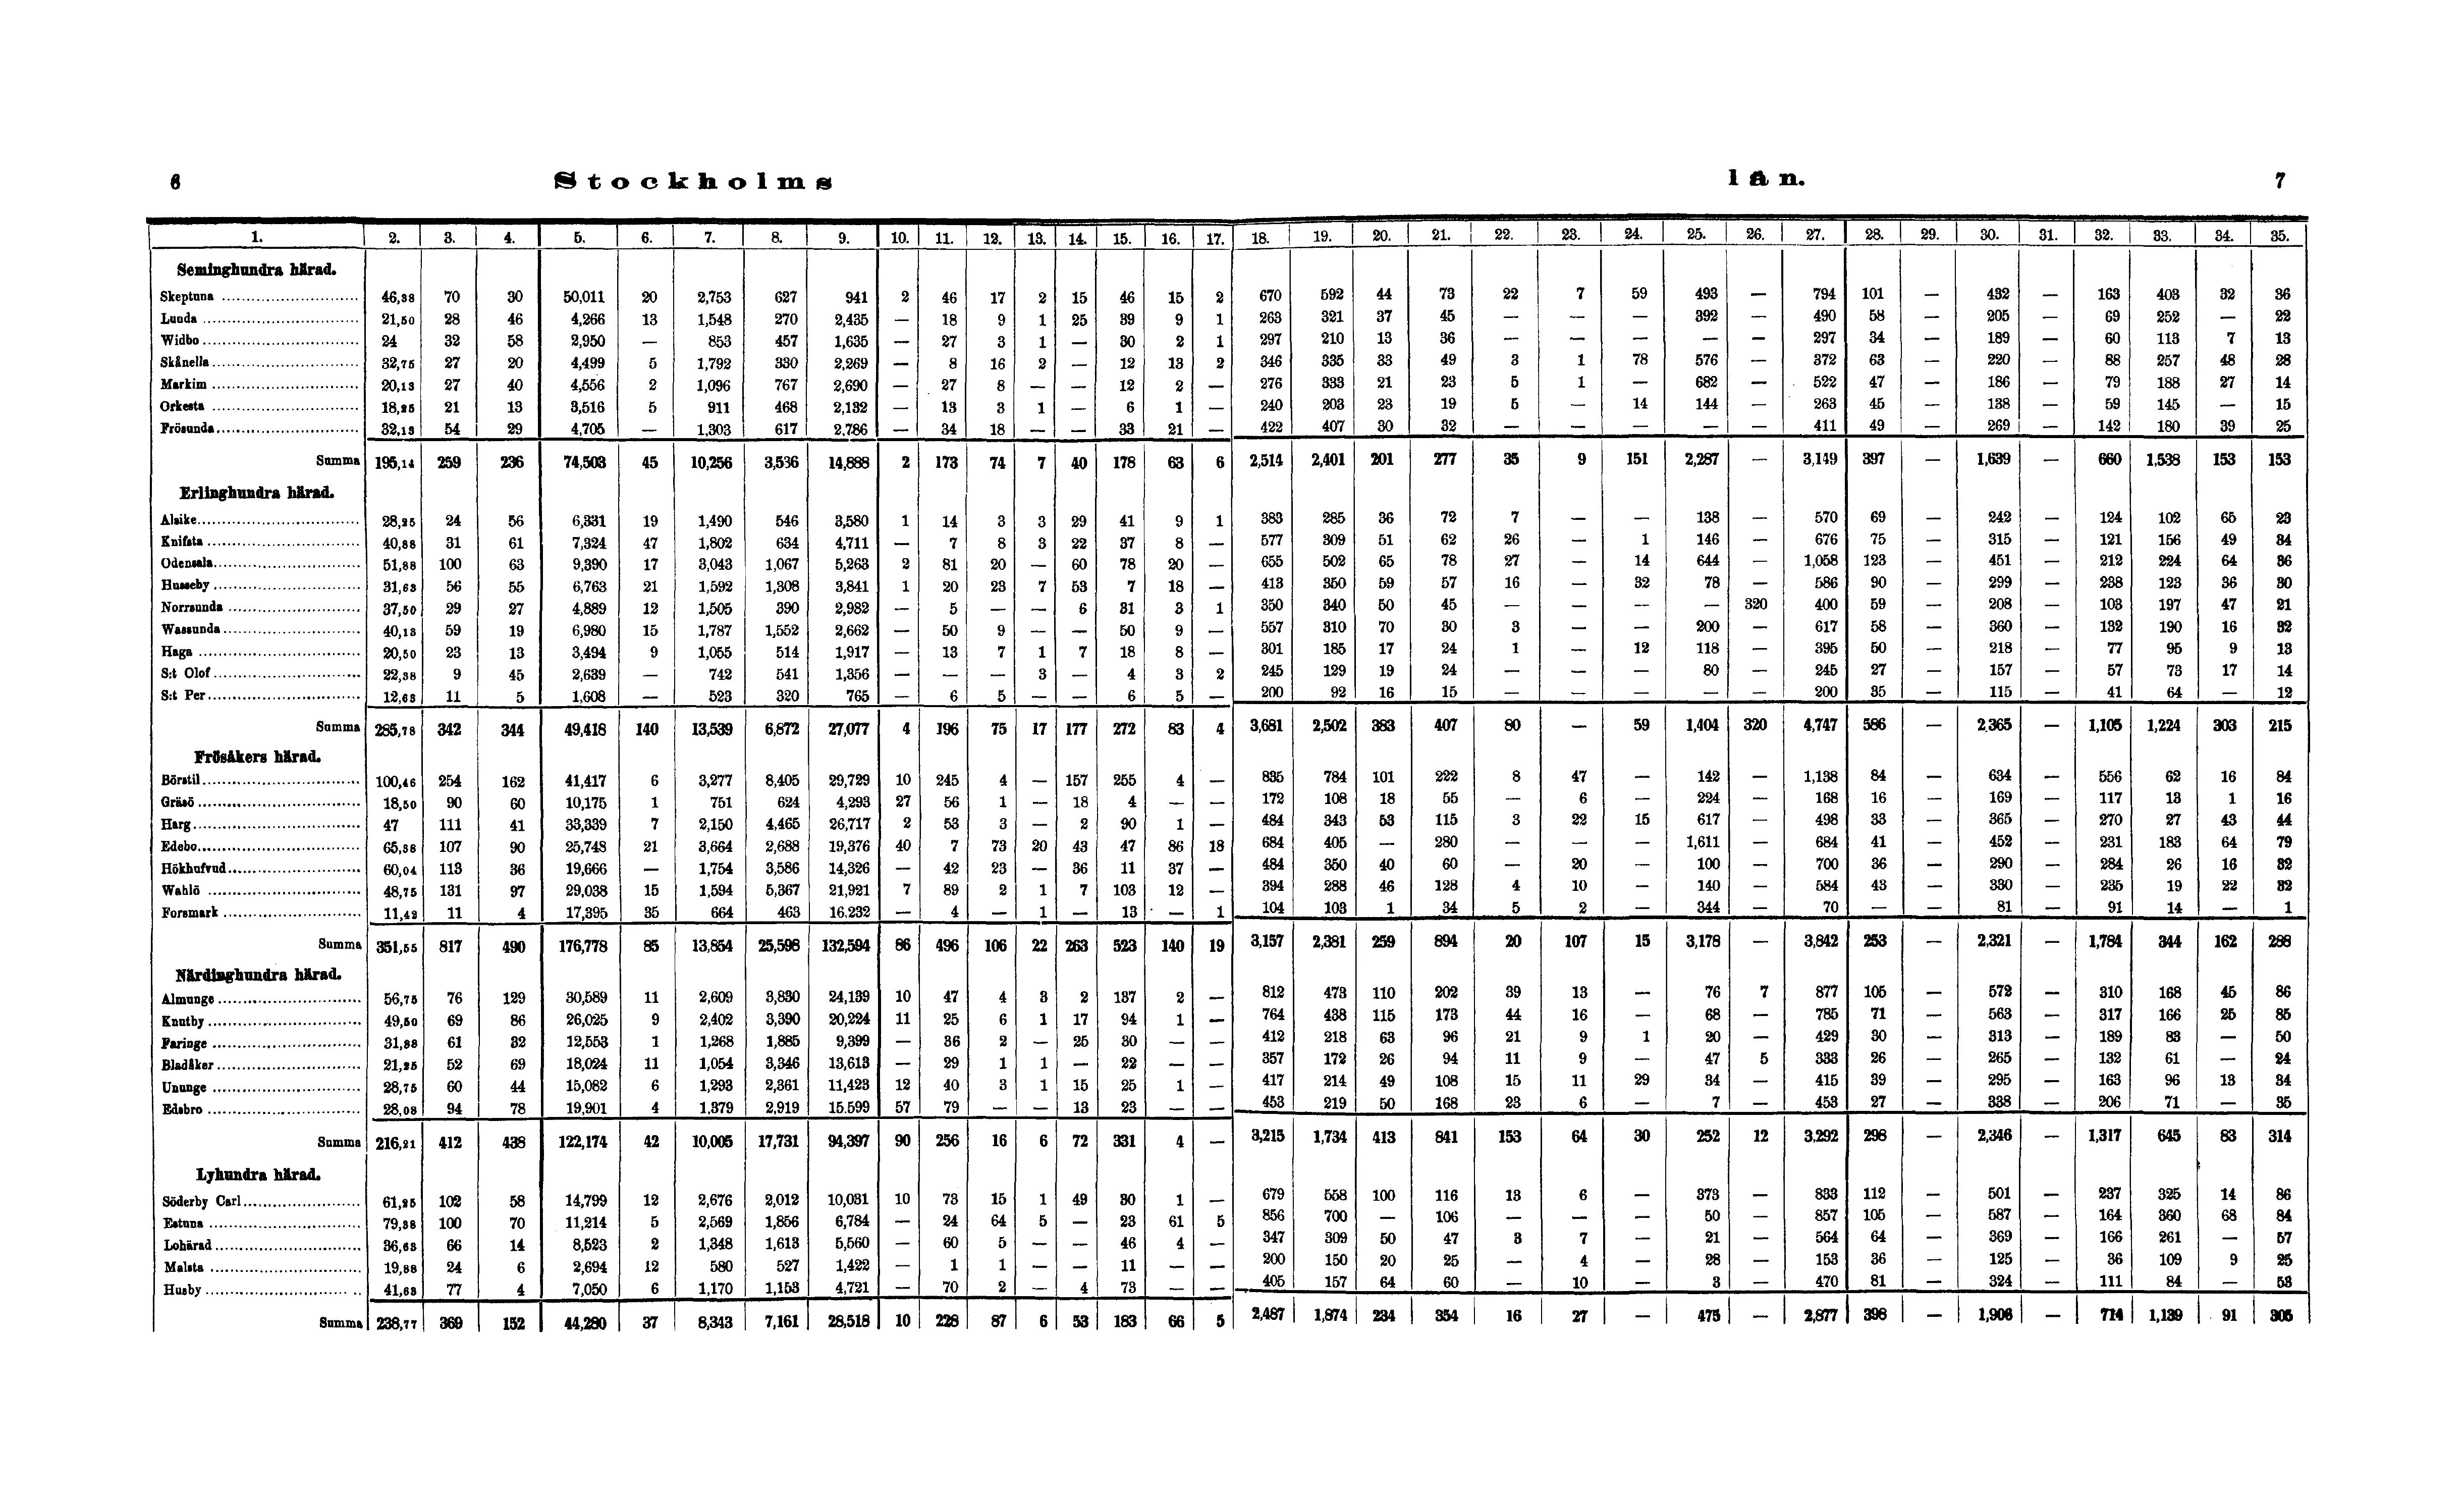 6 Stockholms län. 7
1. 2. 3. 4. 5. 6. 7. 8. 9. 10. 11. 12. 13. 14. 15. 16. 17. 18. 19. 20. 21. 22. 23. 24. 25. 26. 27. 28. 29. 30. 31. 32. 33. 34. 35.
Seminghundra härad.
Skeptuna 46,38 70 30 50,011 20 2,753 627 941 2 46 17 2 15 46 15 2 670 592 44 73 22 7 59 493 — 794 101 — 432 — 163 403 32 36
Lunda 21,50 28 46 4,266 13 1,548 270 2,435 — 18 9 1 25 39 9 1 263 321 37 45 — — — 392 — 490 58 — 205 — 69 252 — 22
Widbo 24 32 58 2,950 — 853 457 1,635 — 27 3 1 — 30 2 1 297 210 13 36 — — — — — 297 34 — 189 — 60 113 7 13
Skånella 32,75 27 20 4,499 5 1,792 330 2,269 — 8 16 2 — 12 13 2 346 335 33 49 3 1 78 576 — 372 63 — 220 — 88 257 48 28
Markim 20,13 27 40 4,556 2 1,096 767 2,690 — 27 8 — — 12 2 — 276 333 21 23 5 1 — 682 — 522 47 — 186 — 79 188 27 14
Orkesta 18,25 21 13 3,516 5 911 468 2,132 — 13 3 1 — 6 1 — 240 203 23 19 5 — 14 144 — 263 45 — 138 — 59 145 — 15
Frösunda 32,13 54 29 4,705 — 1,303 617 2,786 — 34 18 — — 33 21 — 422 407 30 32 — — — — — 411 49 — 269 — 142 180 39 25
Summa 195,14 259 236 74,503 45 10,256 3,536 14,888 2 173 74 7 40 178 63 6 2,514 2,401 201 277 35 9 151 2,287 — 3,149 397 — 1,639 — 660 1,538 153 153
Erlinghundra härad.
Alsike 28,25 24 56 6,331 19 1,490 546 3,580 1 14 3 3 29 41 9 1 383 285 36 72 7 — — 138 — 570 69 — 242 — 124 102 65 23
Knifsta 40,88 31 61 7,324 47 1,802 634 4,711 — 7 8 3 22 37 8 — 577 309 51 62 26 — 1 146 — 676 75 — 315 — 121 156 49 34
Odensala 51,88 100 63 9,390 17 3,043 1,067 5,263 2 81 20 — 60 78 20 — 655 502 65 78 27 — 14 644 — 1,058 123 — 451 — 212 224 64 36
Husseby 31,63 56 55 6,763 21 1,592 1,308 3,841 1 20 23 7 53 7 18 — 413 350 59 57 16 — 32 78 — 586 90 — 299 — 238 123 36 30
Norrsunda 37,50 29 27 4,889 12 1,505 390 2,982 — 5 — — 6 31 3 1 350 340 50 45 — — — — 320 400 59 — 208 — 103 197 47 21
Wassunda 40,13 59 19 6,980 15 1,787 1,552 2,662 — 50 9 — — 50 9 — 557 310 70 30 3 — — 200 — 617 58 — 360 — 132 190 16 32
Haga 20,50 23 13 3,494 9 1,055 514 1,917 — 13 7 1 7 18 8 — 301 185 17 24 1 — 12 118 — 395 50 — 218 — 77 95 9 13
S:t Olof 22,38 9 45 2,639 — 742 541 1,356 — — — 3 — 4 3 2 245 129 19 24 — — — 80 — 245 27 — 157 — 57 73 17 14
S:t Per 12,63 11 5 1,608 — 523 320 765 — 6 5 — — 6 5 — 200 92 16 15 — — — — — 200 35 — 115 — 41 64 — 12
Summa 285,78 342 344 49,418 140 13,539 6,872 27,077 4 196 75 17 177 272 83 4 3,681 2,502 383 407 80 — 59 1,404 320 4,747 586 — 2,365 — 1,105 1,224 303 215
Frösåkers härad.
Börstil 100,46 254 162 41,417 6 3,277 8,405 29,729 10 245 4 — 157 255 4 — 835 784 101 222 8 47 — 142 — 1,138 84 — 634 — 556 62 16 84
Gräsö 18,50 90 60 10,175 1 751 624 4,293 27 56 1 — 18 4 — — 172 108 18 55 — 6 — 224 — 168 16 — 169 — 117 13 1 16
Harg 47 111 41 33,339 7 2,150 4,465 26,717 2 53 3 — 2 90 1 — 484 343 53 115 3 22 15 617 — 498 33 — 365 — 270 27 43 44
Edebo 65,38 107 90 25,748 21 3,664 2,688 19,376 40 7 73 20 43 47 86 18 684 405 — 280 — — — 1,611 — 684 41 — 452 — 231 183 64 79
Hökhufvud 60,04 113 36 19,666 — 1,754 3,586 14,326 — 42 23 — 36 11 37 — 484 350 40 60 — 20 — 100 — 700 36 — 290 — 284 26 16 32
Wahlö 48,75 131 97 29,038 15 1,594 5,367 21,921 7 89 2 1 7 103 12 — 394 288 46 128 4 10 — 140 — 584 43 — 330 — 235 19 22 32
Forsmark 11,42 11 4 17,395 35 664 463 16.232 — 4 — 1 — 13 — 1 104 103 1 34 5 2 — 344 — 70 — — 81 — 91 14 — 1
Summa 351,55 817 490 176,778 85 13,854 25,598 132,594 86 496 106 22 263 523 140 19 3,157 2,381 259 894 20 107 15 3,178 — 3,842 253 — 2,321 — 1,784 344 162 288
Närdinghundra härad.
Almunge 56,75 76 129 30,589 11 2,609 3,830 24,139 10 47 4 3 2 137 2 — 812 473 110 202 39 13 — 76 7 877 105 — 572 — 310 168 45 86
Knutby 49,50 69 86 26,025 9 2,402 3,390 20,224 11 25 6 1 17 94 1 — 764 438 115 173 44 16 — 68 — 785 71 — 563 — 317 166 25 85
Faringe 31,88 61 32 12,553 1 1,268 1,885 9,399 — 36 2 — 25 30 — — 412 218 63 96 21 9 1 20 — 429 30 — 313 — 189 83 — 50
Bladåker 21,25 52 69 18,024 11 1,054 3,346 13,613 — 29 1 1 — 22 — — 357 172 26 94 11 9 — 47 5 333 26 — 265 — 132 61 — 24
Ununge 28,75 60 44 15,082 6 1,293 2,361 11,423 12 40 3 1 15 25 1 — 417 214 49 108 15 11 29 34 — 415 39 — 295 — 163 96 13 34
Edsbro 28,08 94 78 19,901 4 1,379 2,919 15.599 57 79 — — 13 23 — — 453 219 50 168 23 6 — 7 — 453 27 — 338 — 206 71 — 35
Summa 216,21 412 438 122,174 42 10,005 17,731 94,397 90 256 16 6 72 331 4 — 3,215 1,734 413 841 153 64 30 252 12 3,292 298 — 2,346 — 1,317 645 83 314
Lyhundra härad.
Söderby Carl 61,25 102 58 14,799 12 2,676 2,012 10,031 10 73 15 1 49 30 1 — 679 558 100 116 13 6 — 373 — 833 112 — 501 — 237 325 14 86
Estuna 79,38 100 70 11,214 5 2,569 1,856 6,784 — 24 64 5 — 23 61 5 856 700 — 106 — — — 50 — 857 105 — 587 — 164 360 68 84
Lohärad 36,63 66 14 8,523 2 1,348 1,613 5,560 — 60 5 — — 46 4 — 347 309 50 47 3 7 — 21 — 564 64 — 369 — 166 261 — 57
Malsta 19,88 24 6 2,694 12 580 527 1,422 — 1 1 — — 11 — — 200 150 20 25 — 4 — 28 — 153 36 — 125 — 36 109 9 25
Husby 41,63 77 4 7,050 6 1,170 1,153 4,721 — 70 2 — 4 73 — — 405 157 64 60 — 10 — 3 — 470 81 — 324 — 111 84 — 53
Summa 238,77 369 152 44,280 37 8,343 7,161 28,518 10 228 87 6 53 183 66 5 2,487 1,874 234 354 16 27 — 475 — 2,877 398 — 1,906 — 714 1,139 91 305